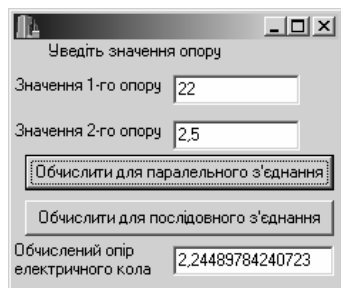 Уведіть значення опору
Значення 1-го опору 22
Значення 2-го опору 2,5
Обчислити для паралельного з'єднання
Обчислити для послідовного з'єднання
Обчислений опір
електричного кола 2,24489784240723